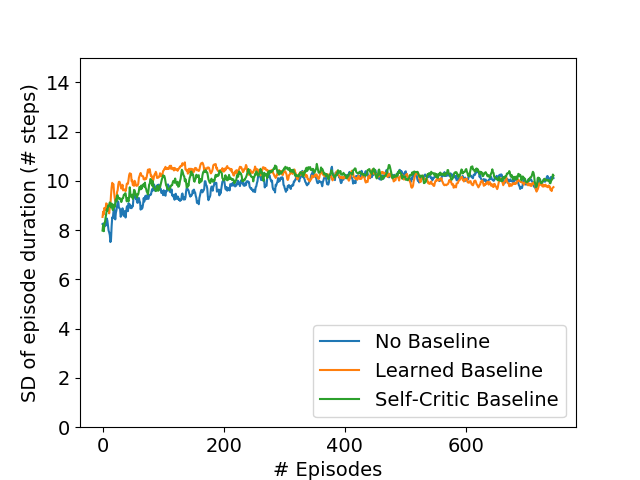 14
12
10
8
6
4
2
0
SD of episode duration (# steps)
No Baseline
Learned Baseline
Self-Critic Baseline
0 200 400 600
# Episodes